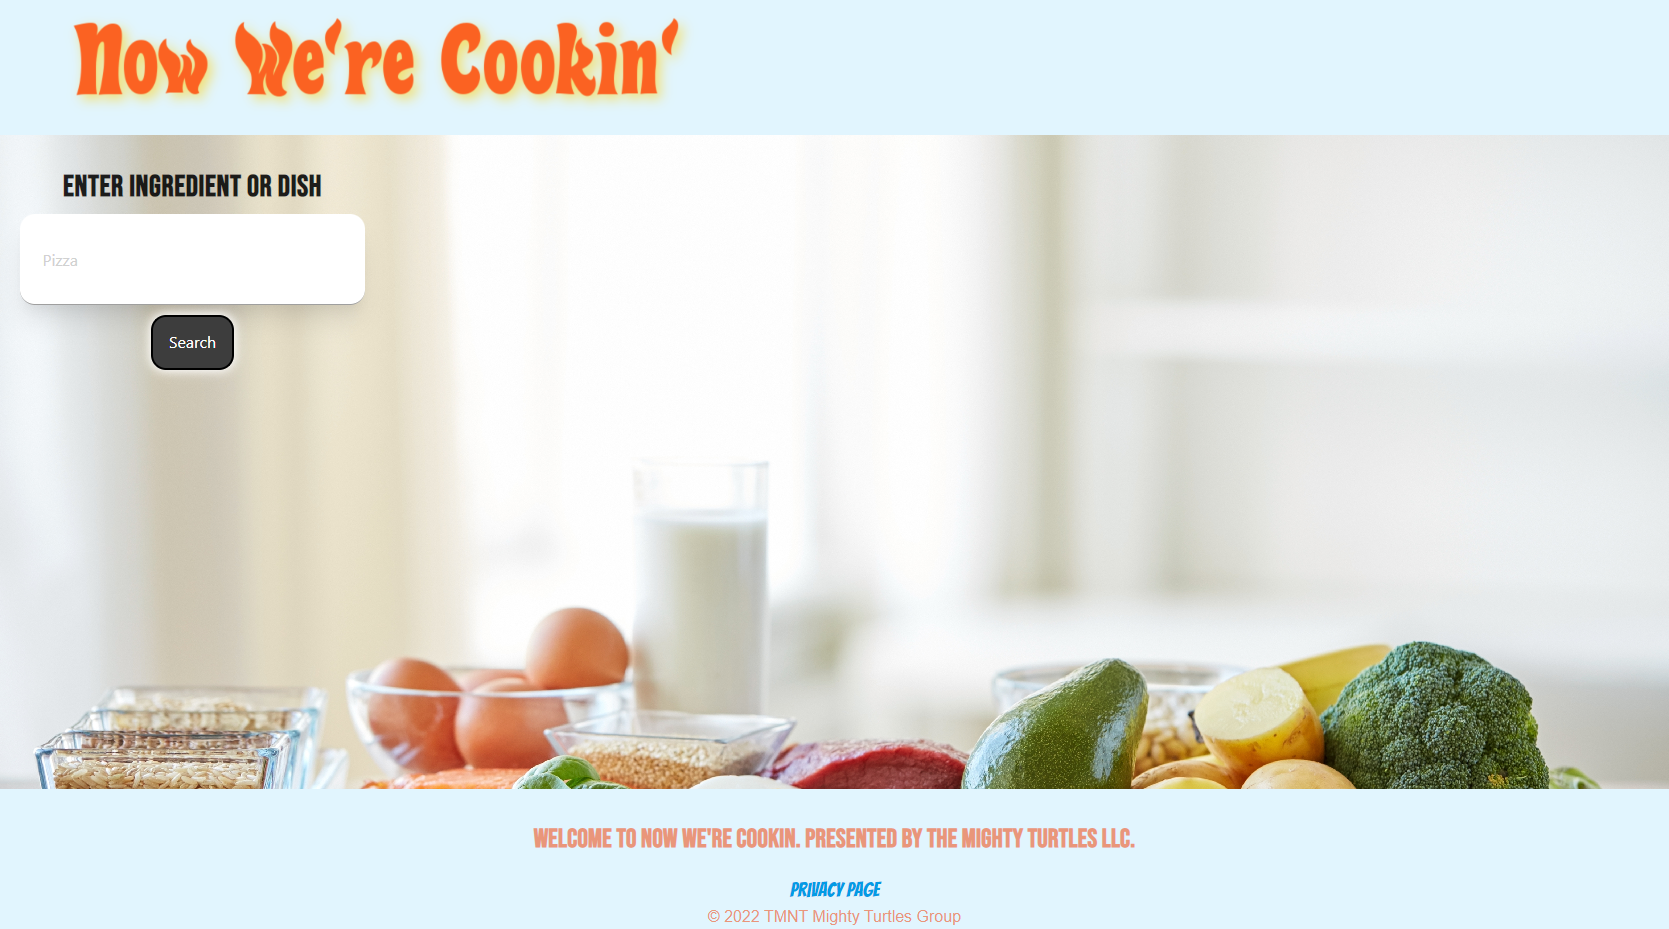 Now We're Cookin'
ENTER INGREDIENT OR DISH
Pizza
Search
WELCOME TO NOW WE'RE COOKIN. PRESENTED BY THE MIGHTY TURTLES LLC.
PRIVACY PAGE
© 2022 TMNT Mighty Turtles Group